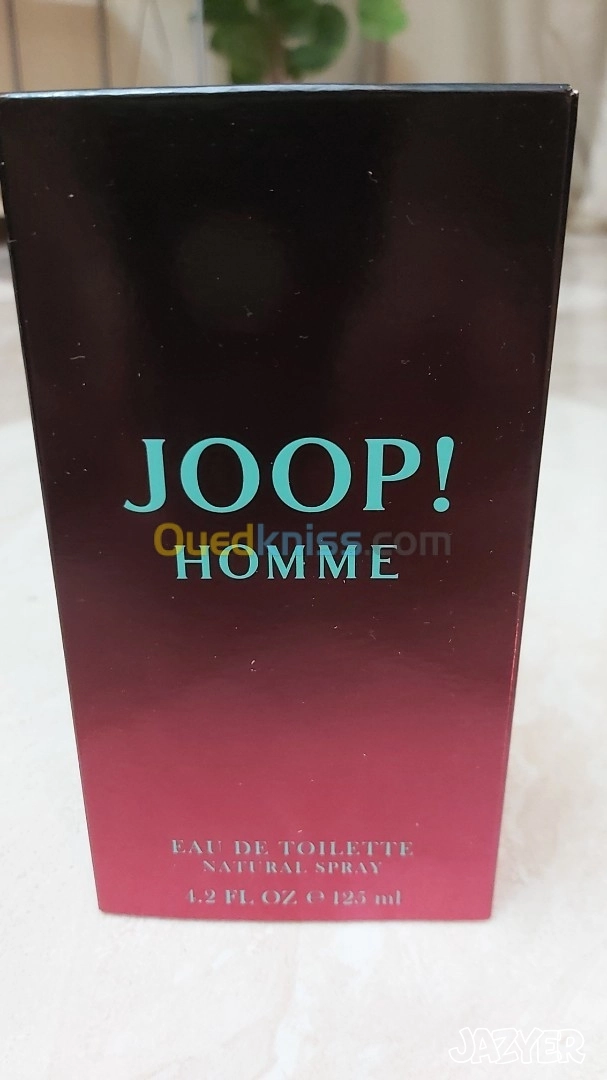 JOOP!
Ouedkniss.com
HOMME
EAU DE TOILETTE
NATURAL SPRAY
4.2 FL. OZ ℮ 125 ml
JAZYER